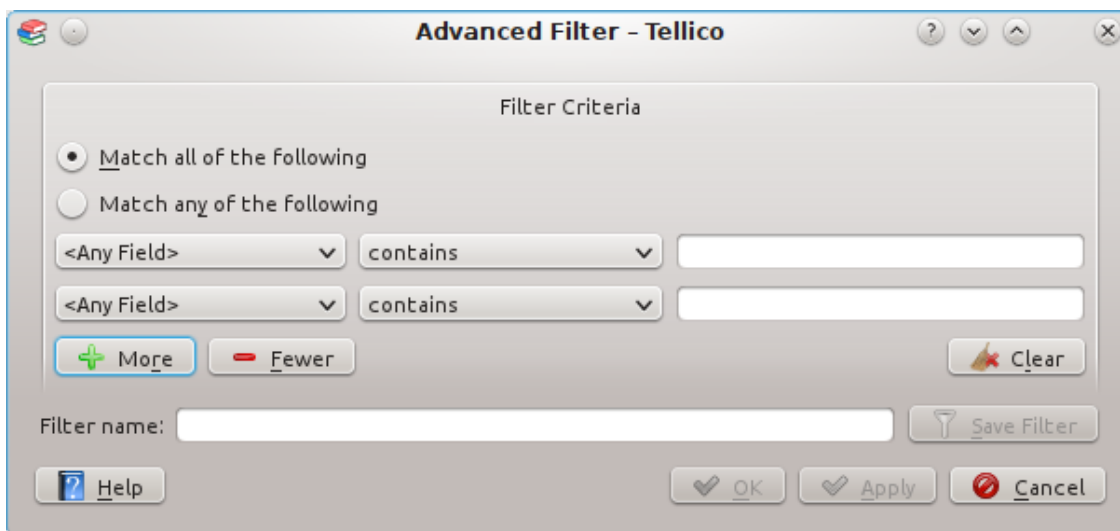 Advanced Filter – Tellico
Filter Criteria
Match all of the following
Match any of the following
<Any Field> contains
<Any Field> contains
More Fewer Clear
Filter name: Save Filter
Help OK Apply Cancel